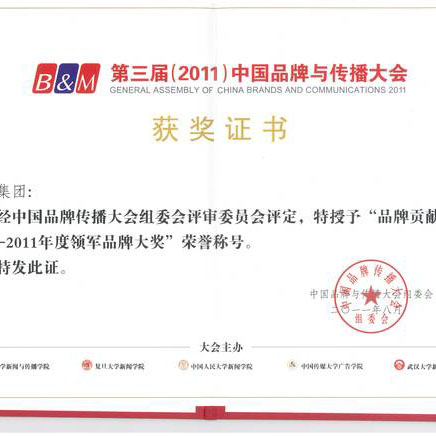 B&M 第三届(2011)中国品牌与传播大会
GENERAL ASSEMBLY OF CHINA BRANDS AND COMMUNICATIONS 2011
获奖证书
集团:
经中国品牌传播大会组委会评审委员会评定,特授予“品牌贡献
-2011年度领军品牌大奖”荣誉称号。
特发此证。
中国品牌与传播大会组委会
二〇一一年八月
中国品牌传播大会
组委会
大会主办
学新闻与传播学院 复旦大学新闻学院 中国人民大学新闻学院 中国传媒大学广告学院 武汉大学新